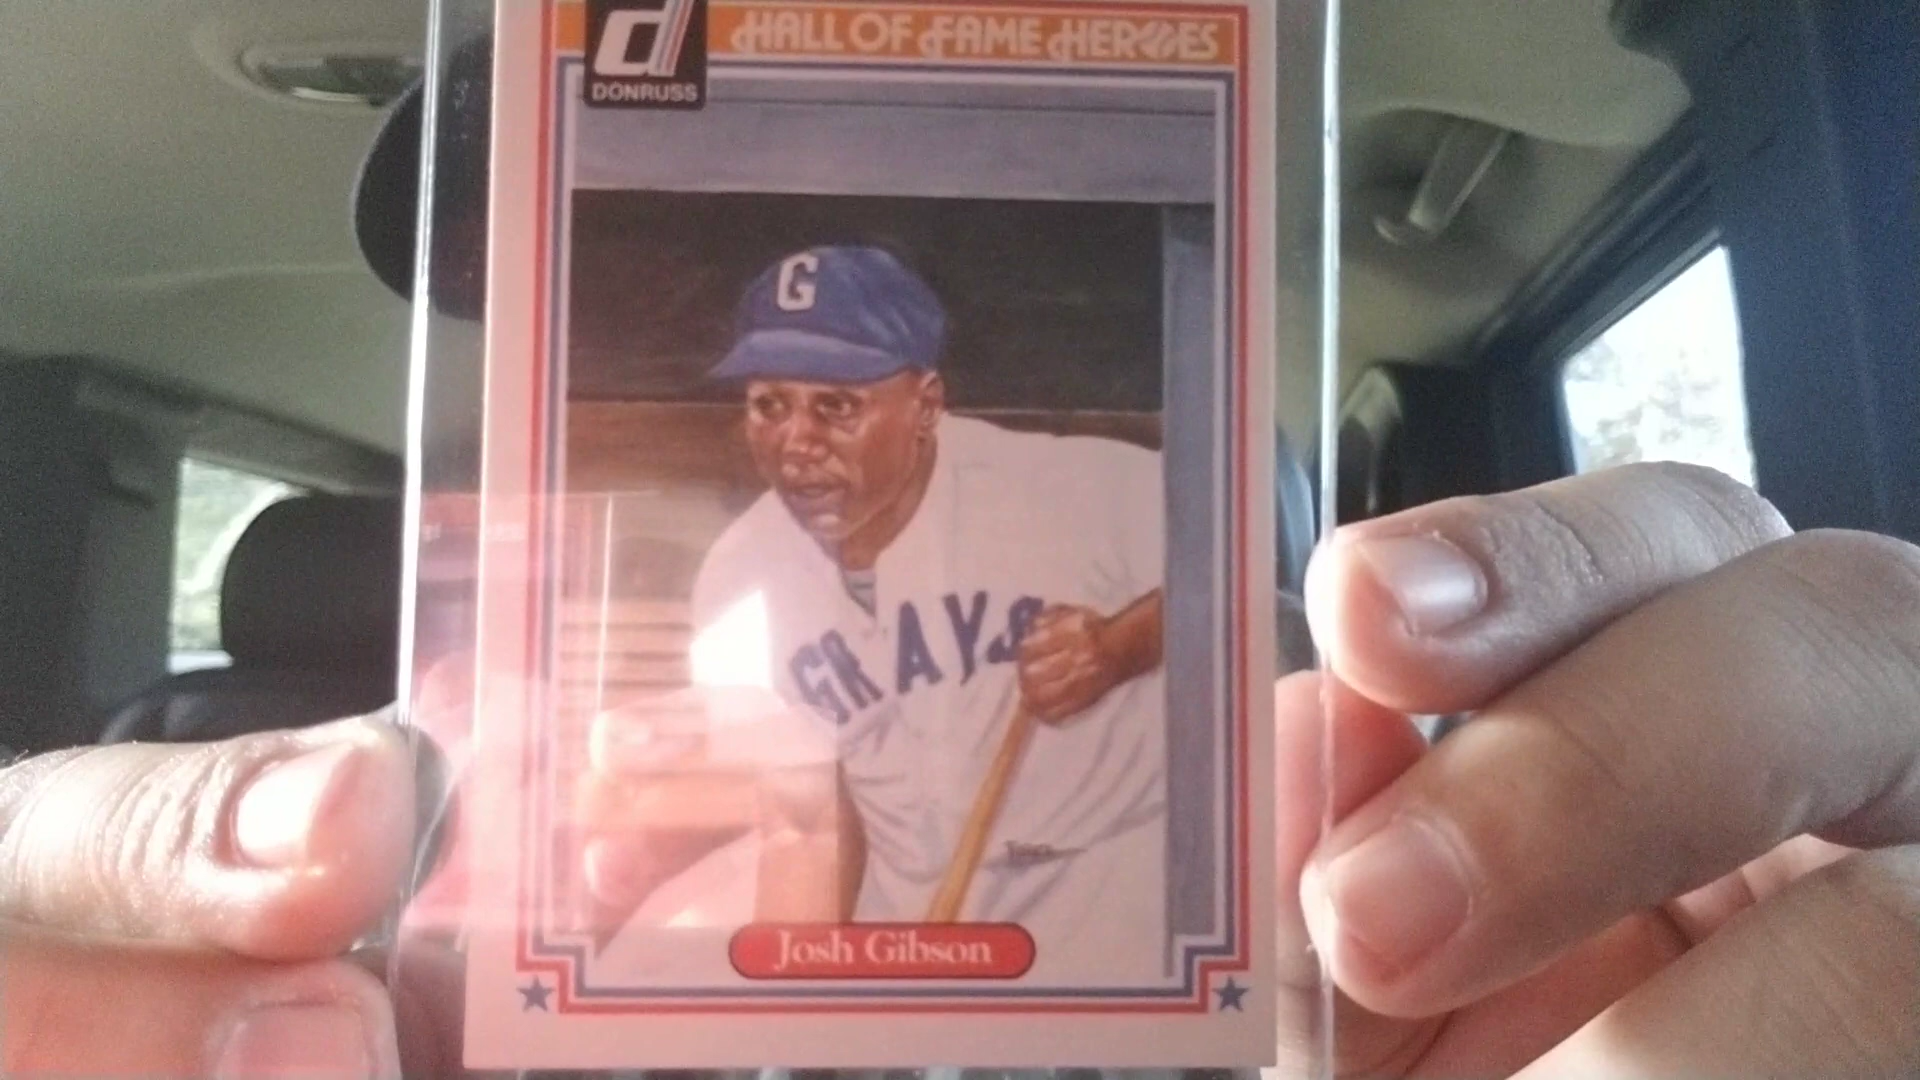 d
HALL OF FAME HEROES
DONRUSS
G
GRAYS
Josh Gibson